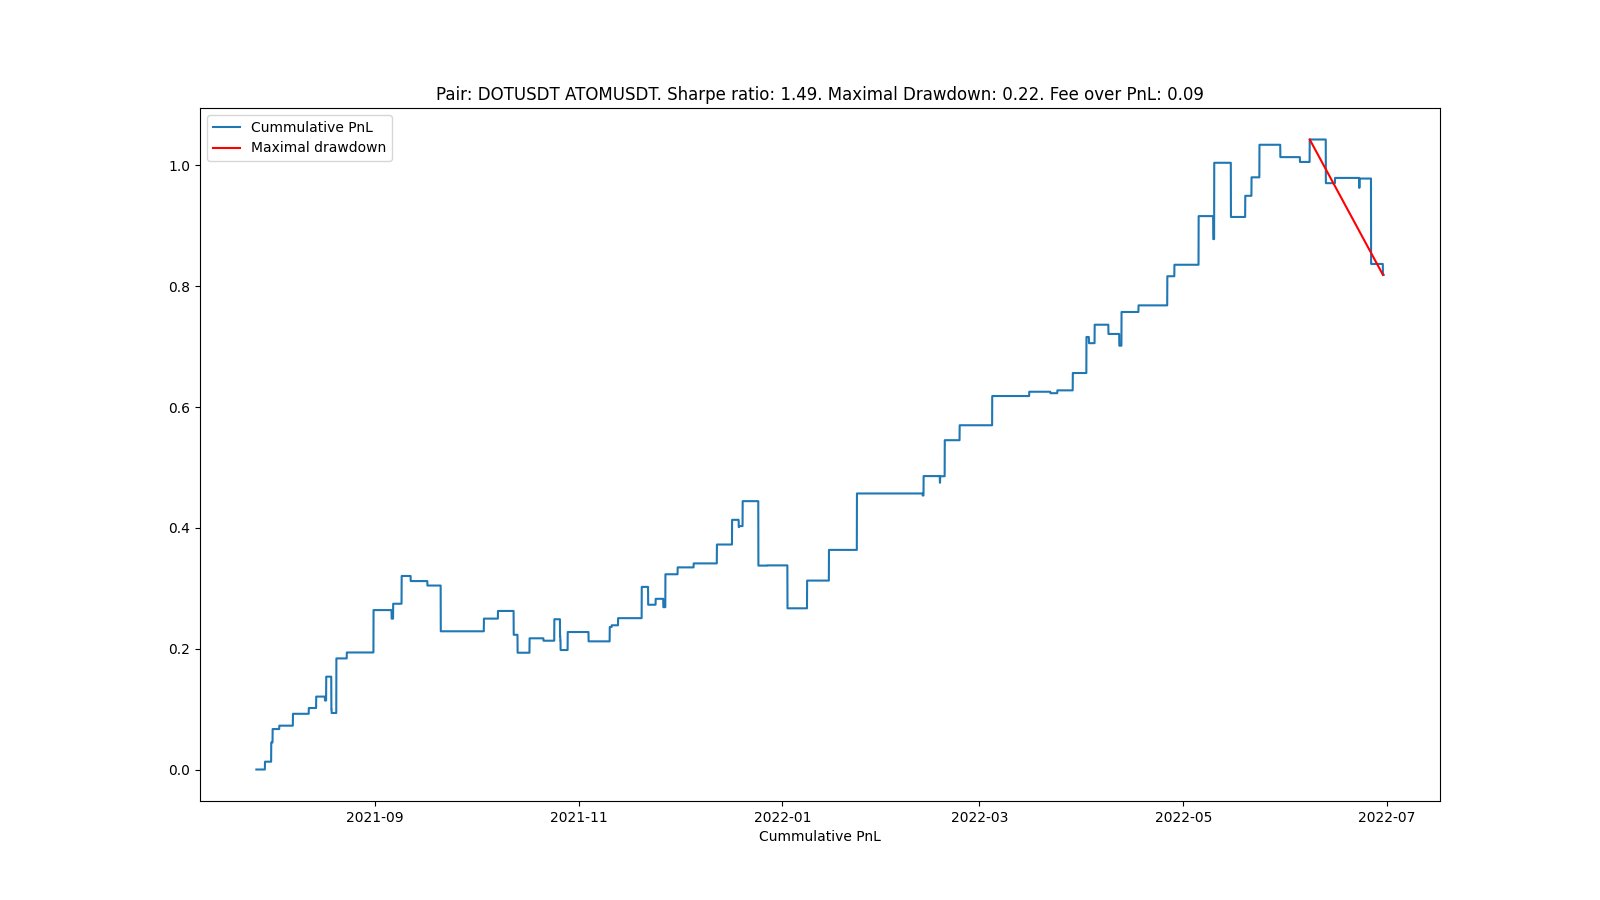 Pair: DOTUSDT ATOMUSDT. Sharpe ratio: 1.49. Maximal Drawdown: 0.22. Fee over PnL: 0.09
Cummulative PnL
Maximal drawdown
1.0
0.8
0.6
0.4
0.2
0.0
2021-09 2021-11 2022-01 2022-03 2022-05 2022-07
Cummulative PnL